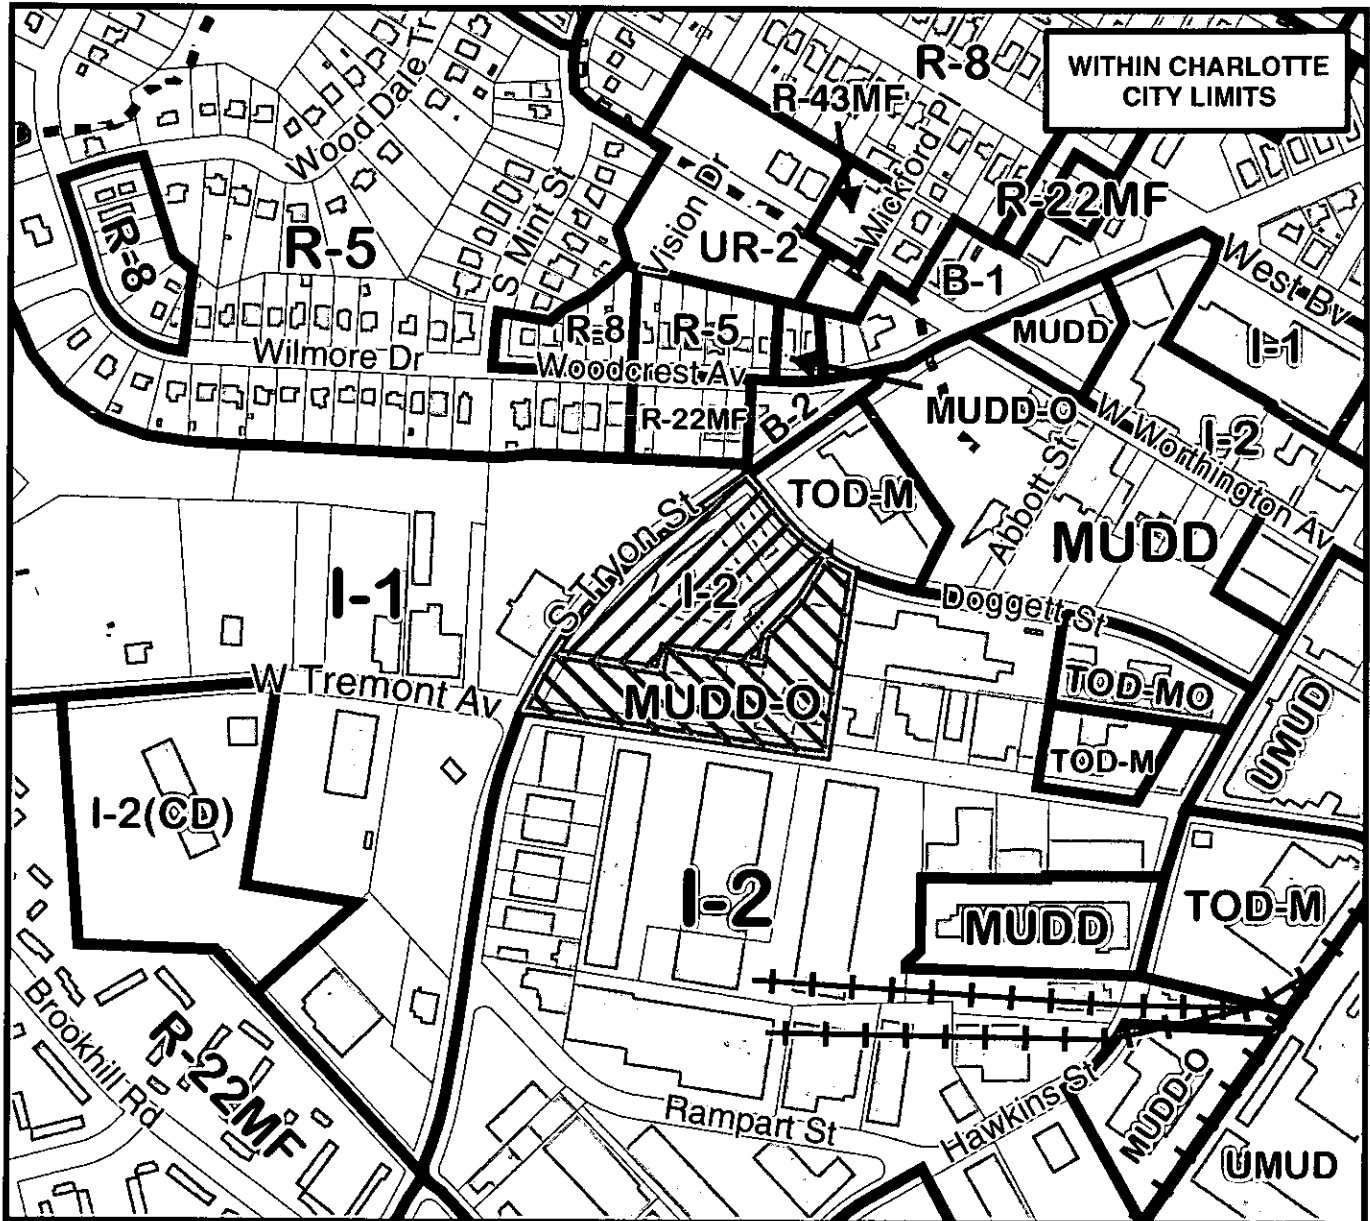 R-8
WITHIN CHARLOTTE
CITY LIMITS
R-43MF
Wood Dale Tr
Wickford Pl
R-22MF
S Mint St
Vision Dr
UR-2
R-8
R-5
B-1
West Bv
MUDD
I-1
R-8
R-5
Wilmore Dr
Woodcrest Av
R-22MF
B-2
MUDD-O
W Worthington Av
I-2
TOD-M
Abbott St
MUDD
S Tryon St
I-2
I-1
Doggett St
W Tremont Av
MUDD-O
TOD-MO
UMUD
TOD-M
I-2(CD)
I-2
MUDD
TOD-M
Brookhill Rd
R-22MF
Rampart St
Hawkins St
MUDD-O
UMUD